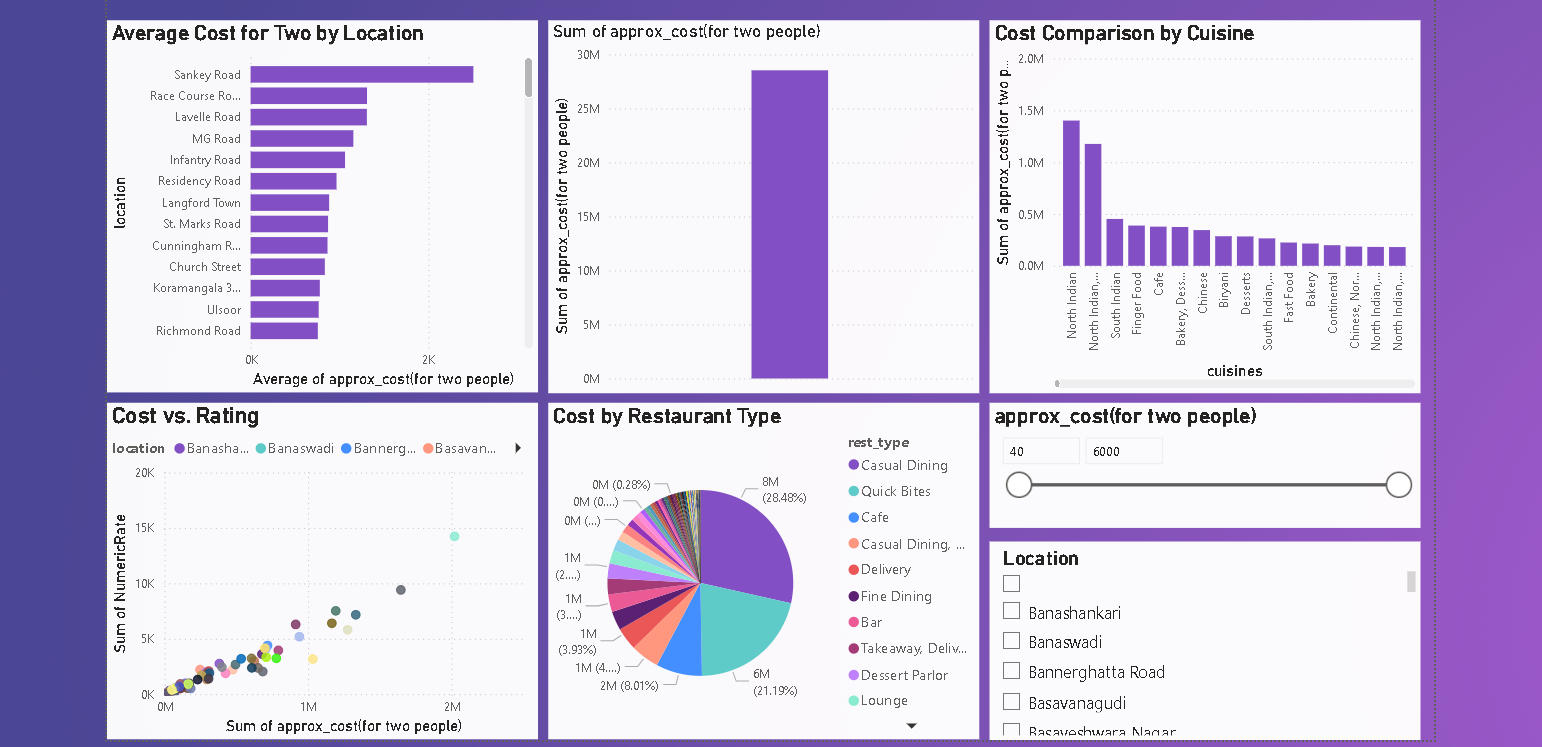 Average Cost for Two by Location
location
Sankey Road
Race Course Ro...
Lavelle Road
MG Road
Infantry Road
Residency Road
Langford Town
St. Marks Road
Cunningham R...
Church Street
Koramangala 3...
Ulsoor
Richmond Road
0K
2K
Average of approx_cost(for two people)
Sum of approx_cost(for two people)
Sum of approx_cost(for two people)
30M
25M
20M
15M
10M
5M
0M
Cost Comparison by Cuisine
Sum of approx_cost(for two p...
2.0M
1.5M
1.0M
0.5M
0.0M
North Indian
North Indian,...
South Indian
Finger Food
Cafe
Bakery, Dess...
Chinese
Biryani
Desserts
South Indian,...
Fast Food
Bakery
Continental
Chinese, Nor...
North Indian,...
North Indian,...
cuisines
Cost vs. Rating
location Banasha... Banaswadi Bannerg... Basavan...
Sum of NumericRate
20K
15K
10K
5K
0K
0M
1M
2M
Sum of approx_cost(for two people)
Cost by Restaurant Type
8M
(28.48%)
6M
(21.19%)
2M (8.01%)
1M (4....)
1M
(3.93%)
1M
(3....)
1M
(2....)
0M (...)
0M (0....)
0M (0.28%)
rest_type
Casual Dining
Quick Bites
Cafe
Casual Dining, ...
Delivery
Fine Dining
Bar
Takeaway, Deliv...
Dessert Parlor
Lounge
approx_cost(for two people)
40
6000
Location
Banashankari
Banaswadi
Bannerghatta Road
Basavanagudi
Basaveshwara Nagar